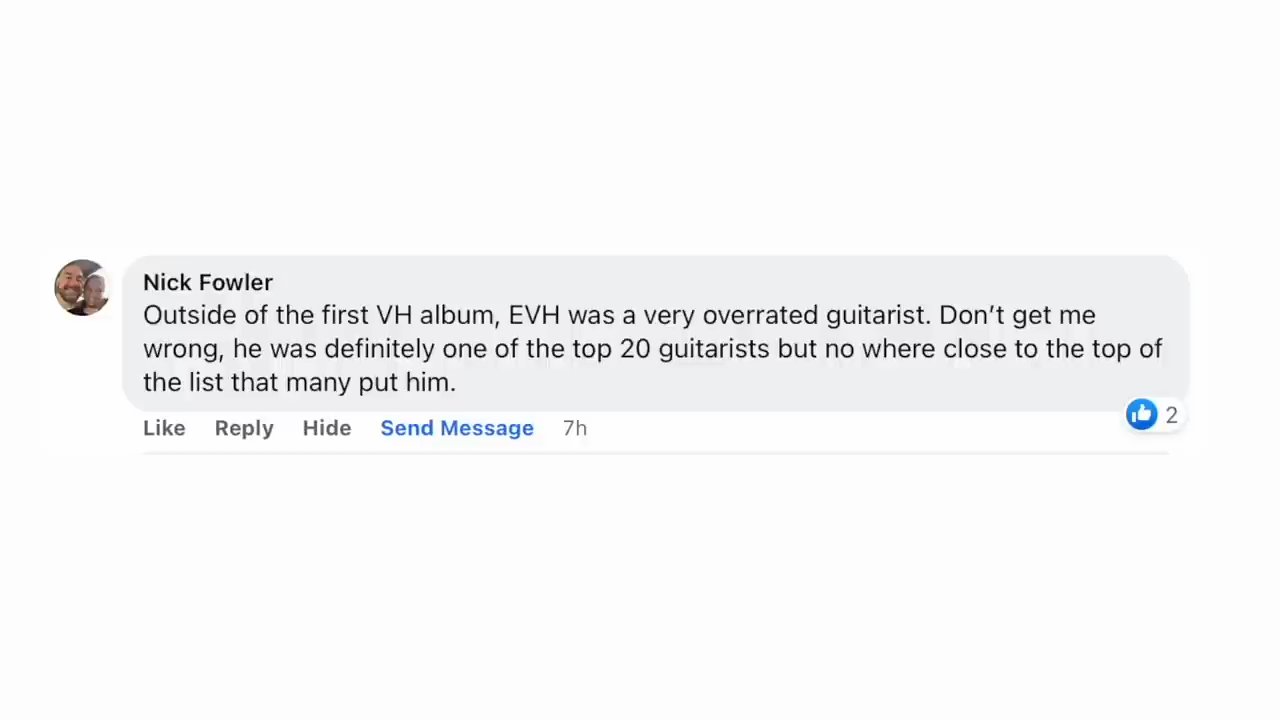 Nick Fowler
Outside of the first VH album, EVH was a very overrated guitarist. Don’t get me
wrong, he was definitely one of the top 20 guitarists but no where close to the top of
the list that many put him.
Like Reply Hide Send Message 7h 2